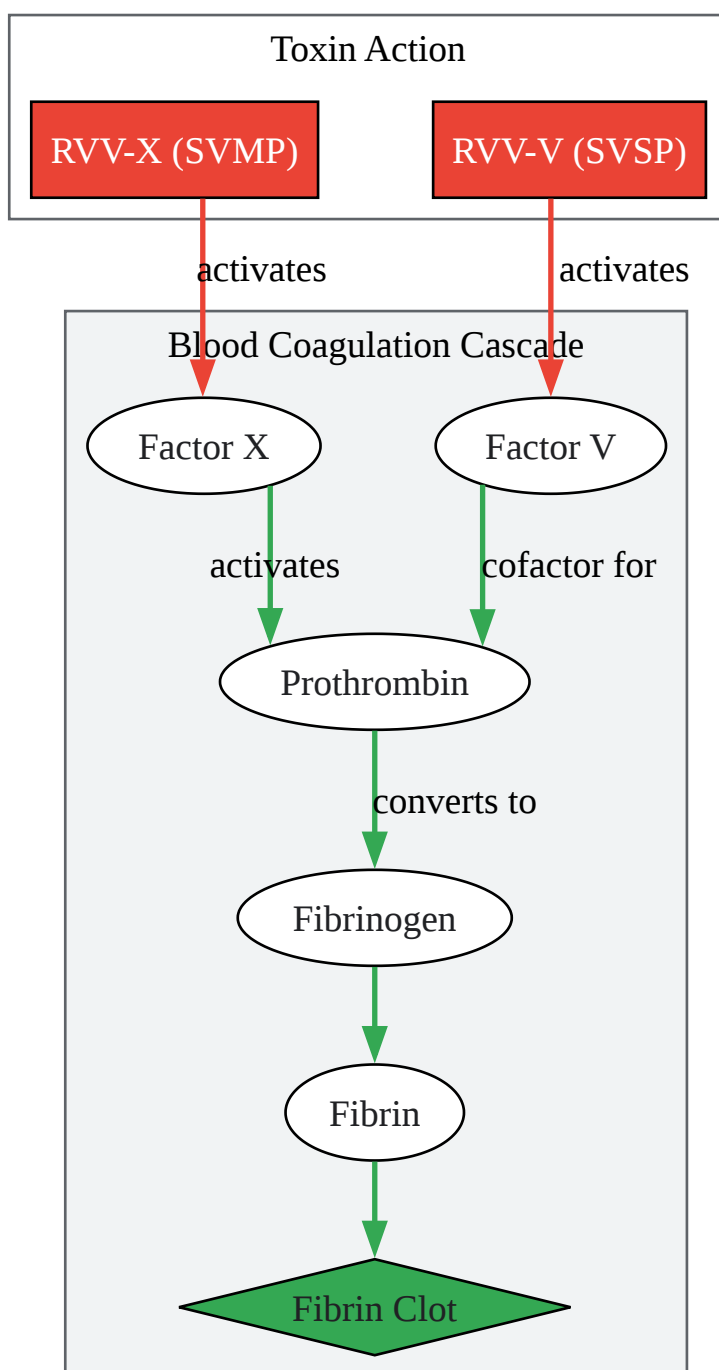 Toxin Action
RVV-X (SVMP)
RVV-V (SVSP)
activates
activates
Blood Coagulation Cascade
Factor X
Factor V
activates
cofactor for
Prothrombin
converts to
Fibrinogen
Fibrin
Fibrin Clot